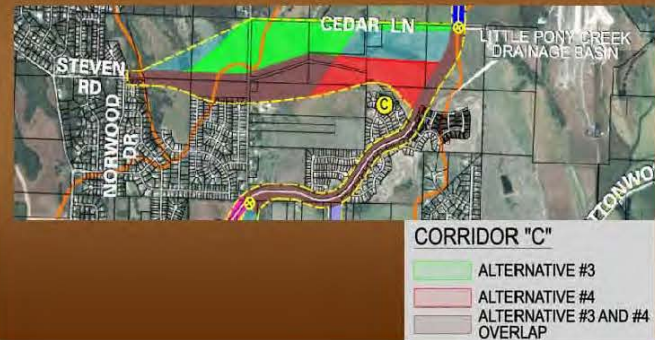 CEDAR LN
LITTLE PONY CREEK
DRAINAGE BASIN
STEVEN
RD
NORWOOD
DR
C
CORRIDOR "C"
ALTERNATIVE #3
ALTERNATIVE #4
ALTERNATIVE #3 AND #4
OVERLAP